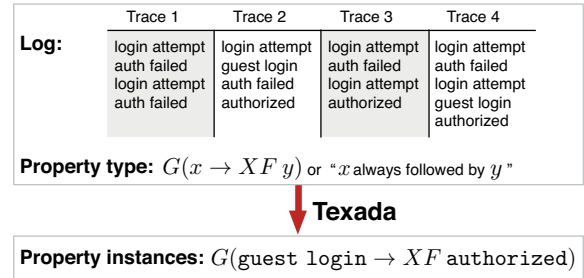 Trace 1 Trace 2 Trace 3 Trace 4
Log:
login attempt login attempt login attempt login attempt
auth failed guest login auth failed auth failed
login attempt auth failed login attempt login attempt
auth failed authorized authorized guest login
authorized
Property type: G(x → XF y) or "x always followed by y"
Texada
Property instances: G(guest login → XF authorized)